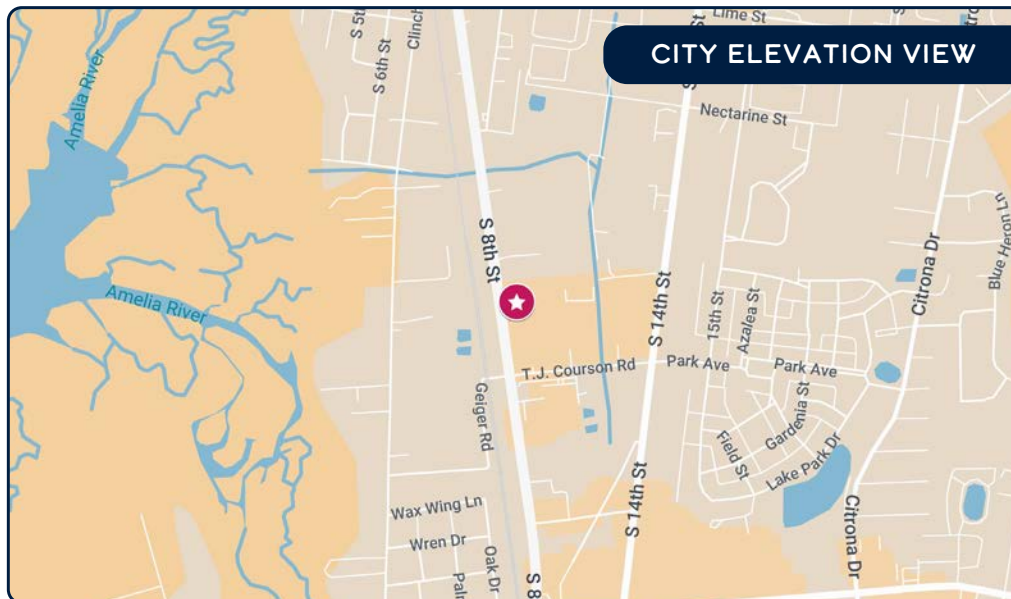 CITY ELEVATION VIEW
Lime St
S 5t
Clinch
S 6th St
Amelia River
Nectarine St
S 8th St
Amelia River
S 14th St
15th St
Azalea St
Citrona Dr
Blue Heron Ln
T.J. Courson Rd
Park Ave
Park Ave
Geiger Rd
Field St
Gardenia St
Lake Park Dr
S 14th St
Citrona Dr
Wax Wing Ln
Wren Dr
Oak Dr
Palm
S 8